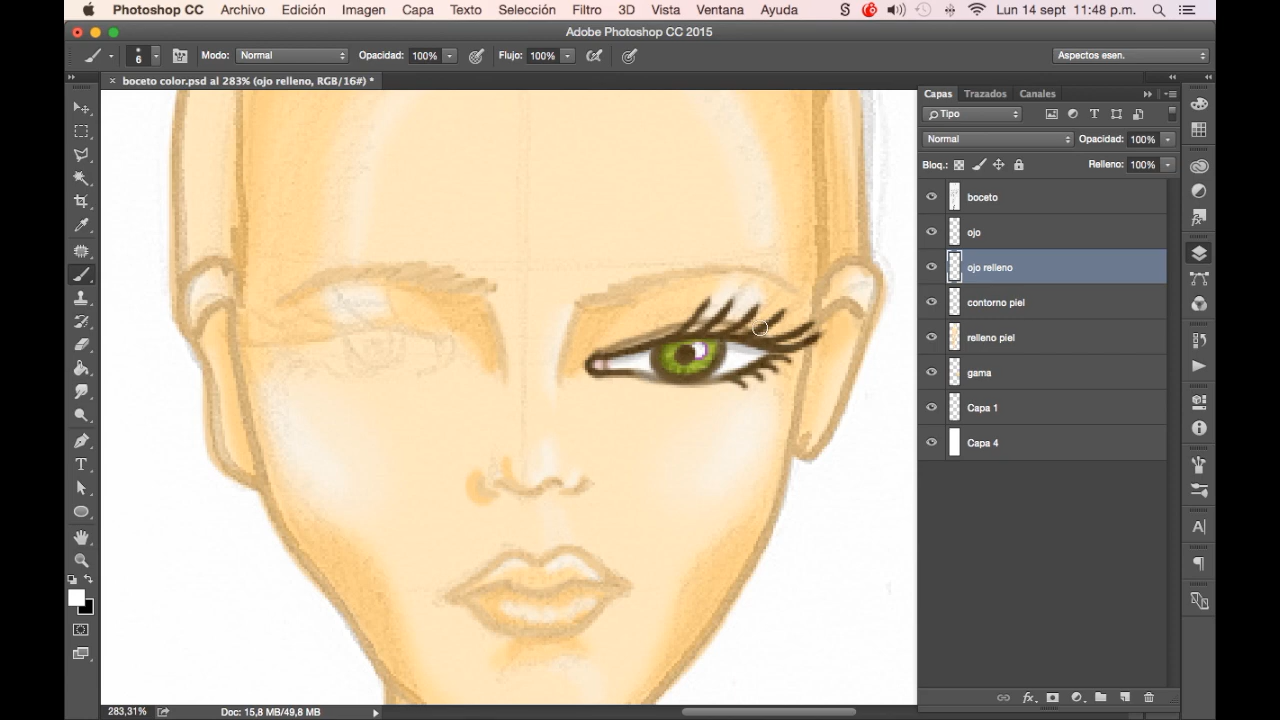 Photoshop CC Archivo Edición Imagen Capa Texto Selección Filtro 3D Vista Ventana Ayuda Lun 14 sept 11:48 p.m.
Adobe Photoshop CC 2015
6 Modo: Normal Opacidad: 100% Flujo: 100% Aspectos esen.
× boceto color.psd al 283% (ojo relleno, RGB/16#) *
Capas Trazados Canales
Tipo
Normal Opacidad: 100%
Bloq.: Relleno: 100%
boceto
ojo
ojo relleno
contorno piel
relleno piel
gama
Capa 1
Capa 4
283,31% Doc: 15,8 MB/49,8 MB